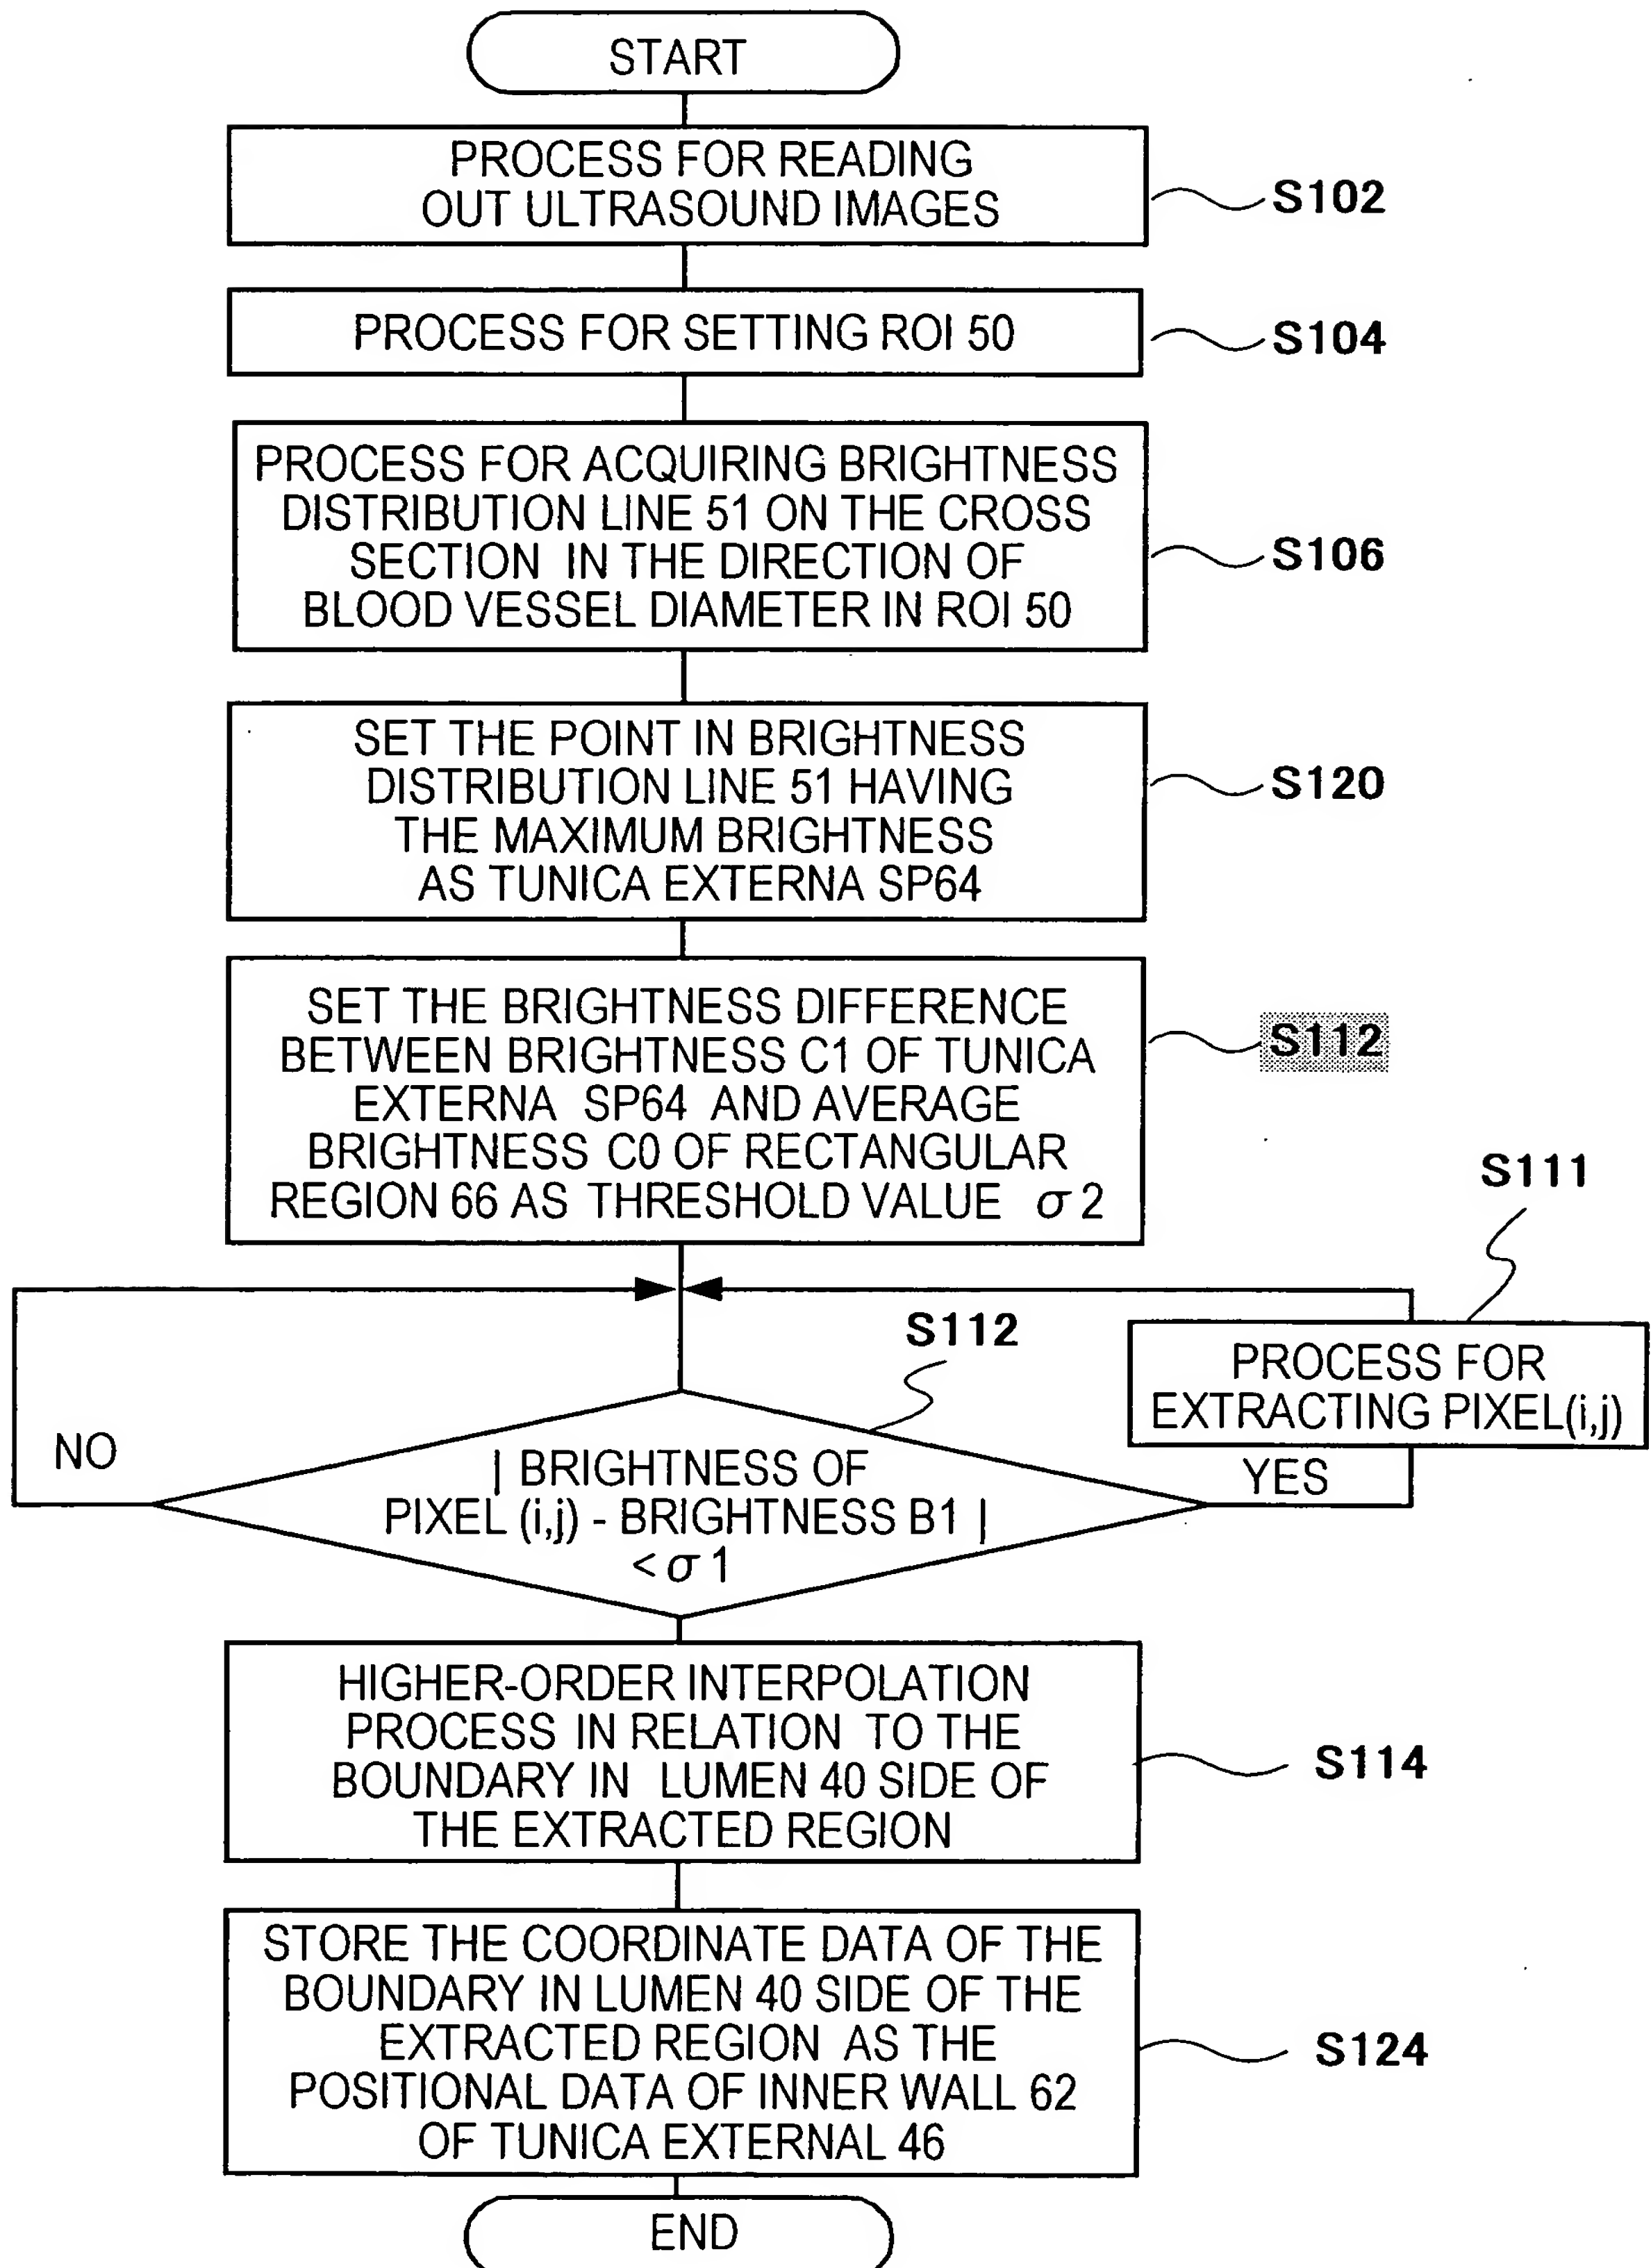 START
PROCESS FOR READING
OUT ULTRASOUND IMAGES
S102
PROCESS FOR SETTING ROI 50
S104
PROCESS FOR ACQUIRING BRIGHTNESS
DISTRIBUTION LINE 51 ON THE CROSS
SECTION IN THE DIRECTION OF
BLOOD VESSEL DIAMETER IN ROI 50
S106
SET THE POINT IN BRIGHTNESS
DISTRIBUTION LINE 51 HAVING
THE MAXIMUM BRIGHTNESS
AS TUNICA EXTERNA SP64
S120
SET THE BRIGHTNESS DIFFERENCE
BETWEEN BRIGHTNESS C1 OF TUNICA
EXTERNA SP64 AND AVERAGE
BRIGHTNESS C0 OF RECTANGULAR
REGION 66 AS THRESHOLD VALUE σ2
S112
S111
PROCESS FOR
EXTRACTING PIXEL(i,j)
S112
NO
YES
| BRIGHTNESS OF
PIXEL (i,j) - BRIGHTNESS B1 |
<σ1
HIGHER-ORDER INTERPOLATION
PROCESS IN RELATION TO THE
BOUNDARY IN LUMEN 40 SIDE OF
THE EXTRACTED REGION
S114
STORE THE COORDINATE DATA OF THE
BOUNDARY IN LUMEN 40 SIDE OF THE
EXTRACTED REGION AS THE
POSITIONAL DATA OF INNER WALL 62
OF TUNICA EXTERNAL 46
S124
END